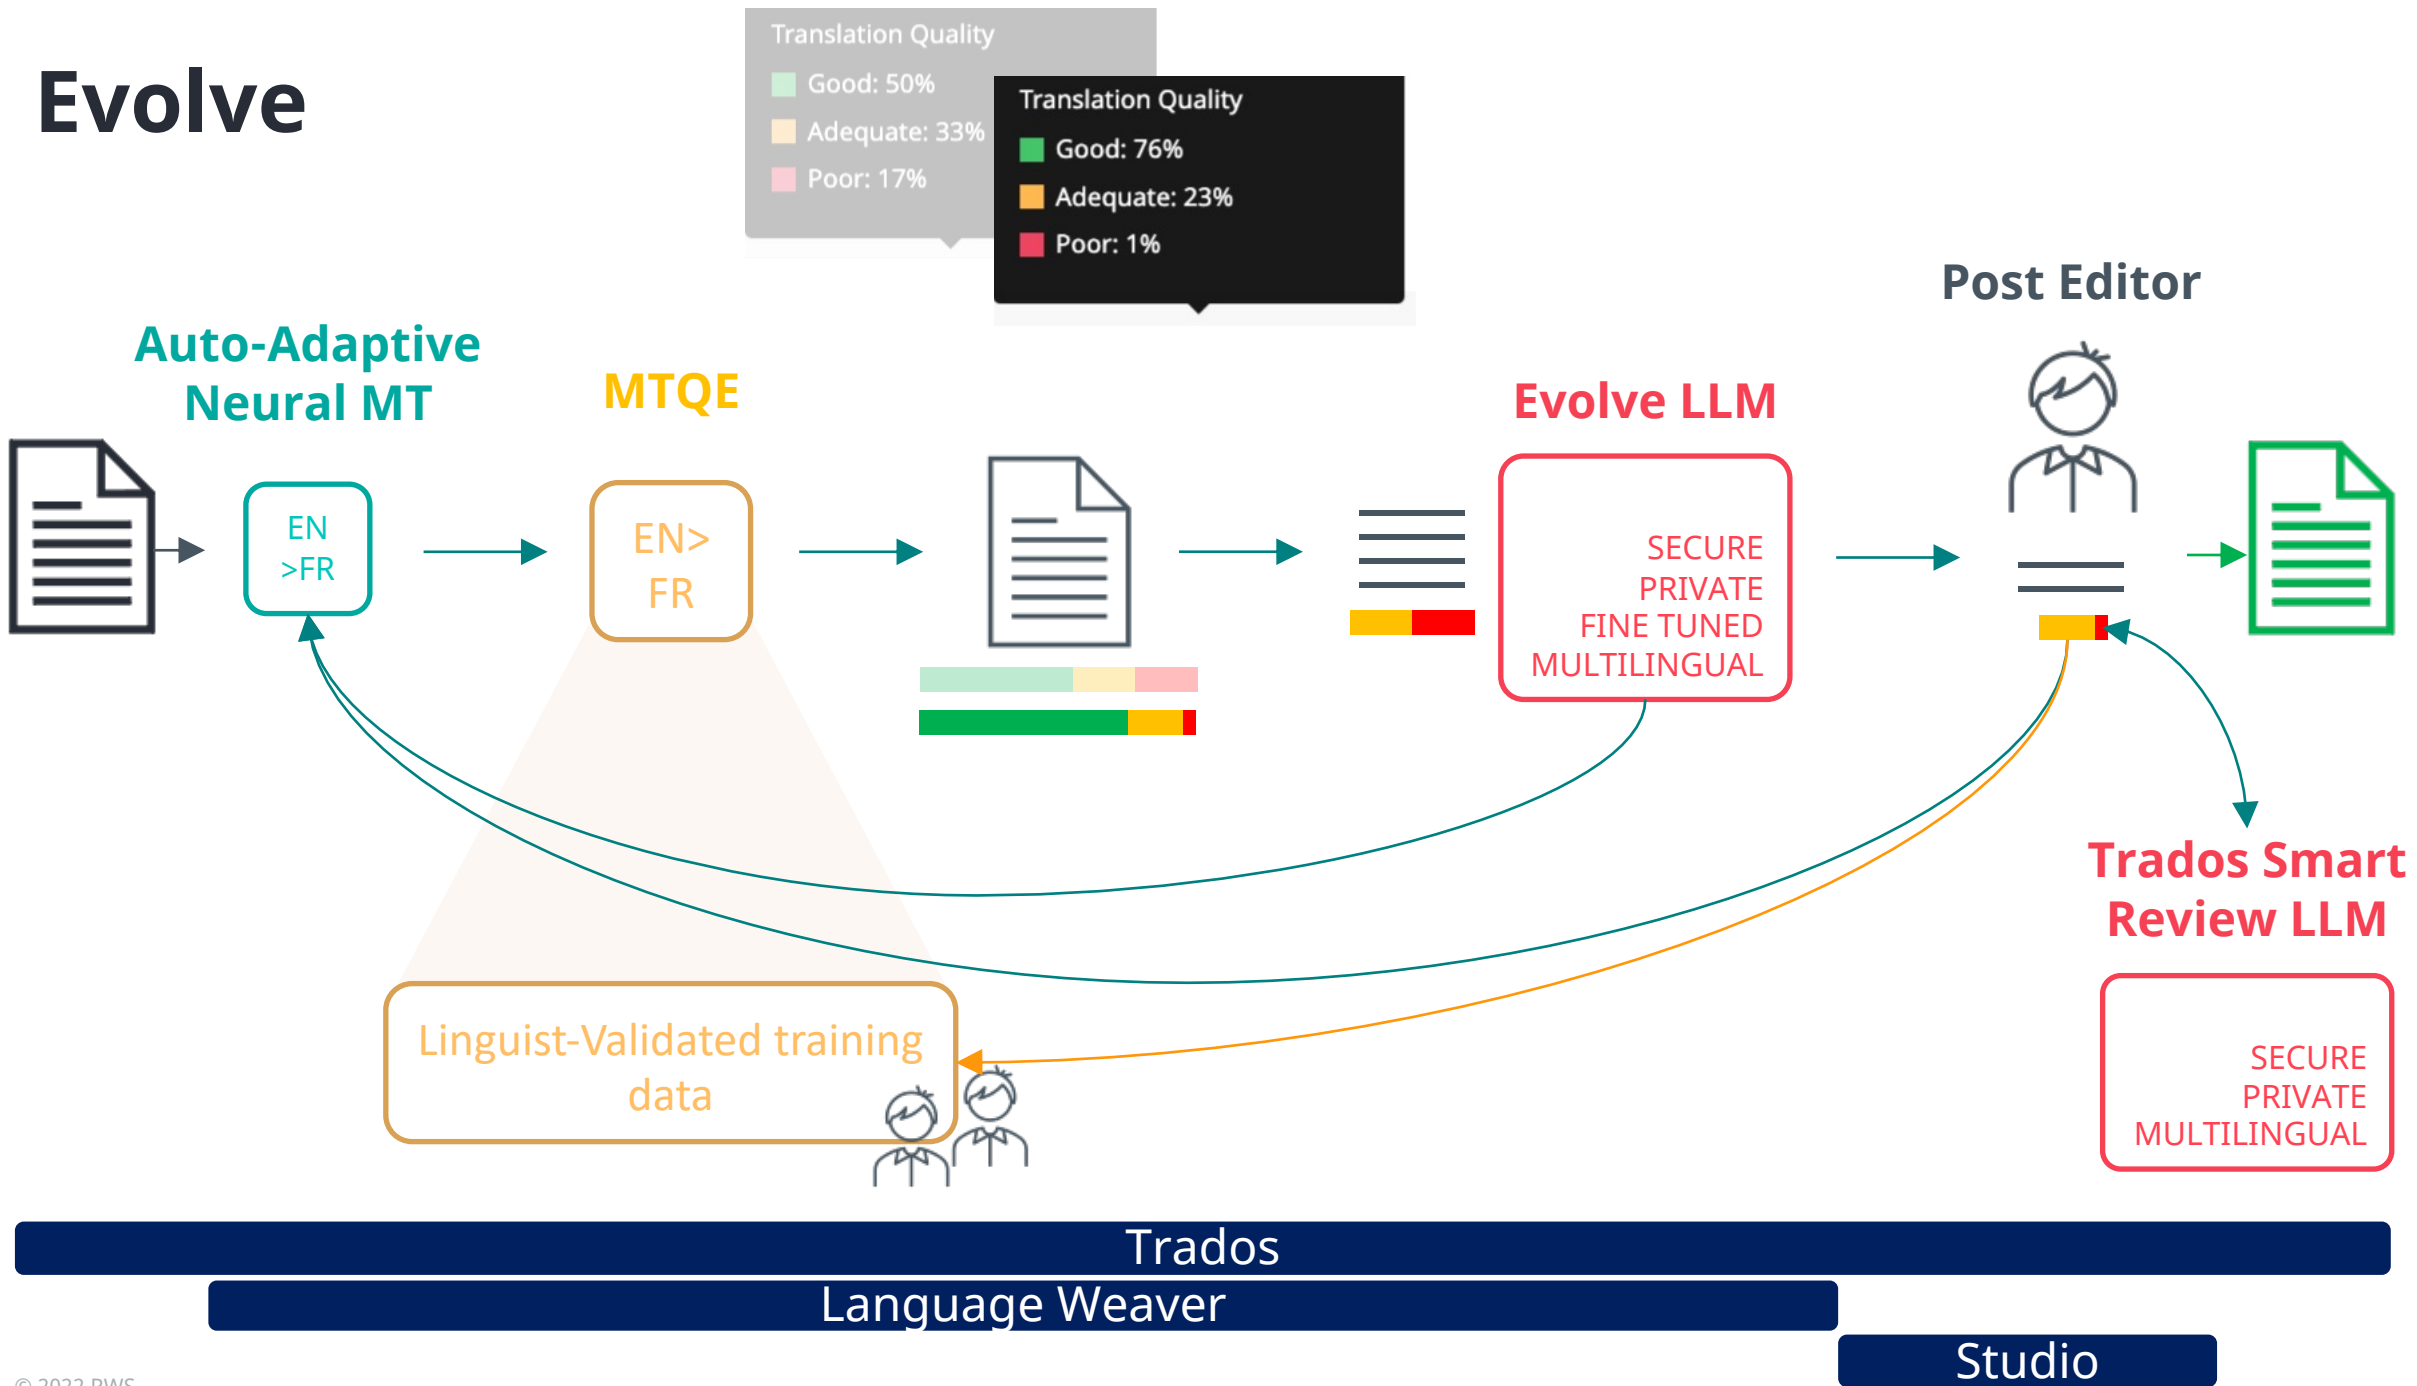 Evolve
Translation Quality
Good: 50%
Adequate: 33%
Poor: 17%
Translation Quality
Good: 76%
Adequate: 23%
Poor: 1%
Auto-Adaptive
Neural MT
MTQE
Evolve LLM
Post Editor
EN
>FR
EN>
FR
SECURE
PRIVATE
FINE TUNED
MULTILINGUAL
Trados Smart
Review LLM
Linguist-Validated training
data
SECURE
PRIVATE
MULTILINGUAL
Trados
Language Weaver
Studio
© 2022 RWS